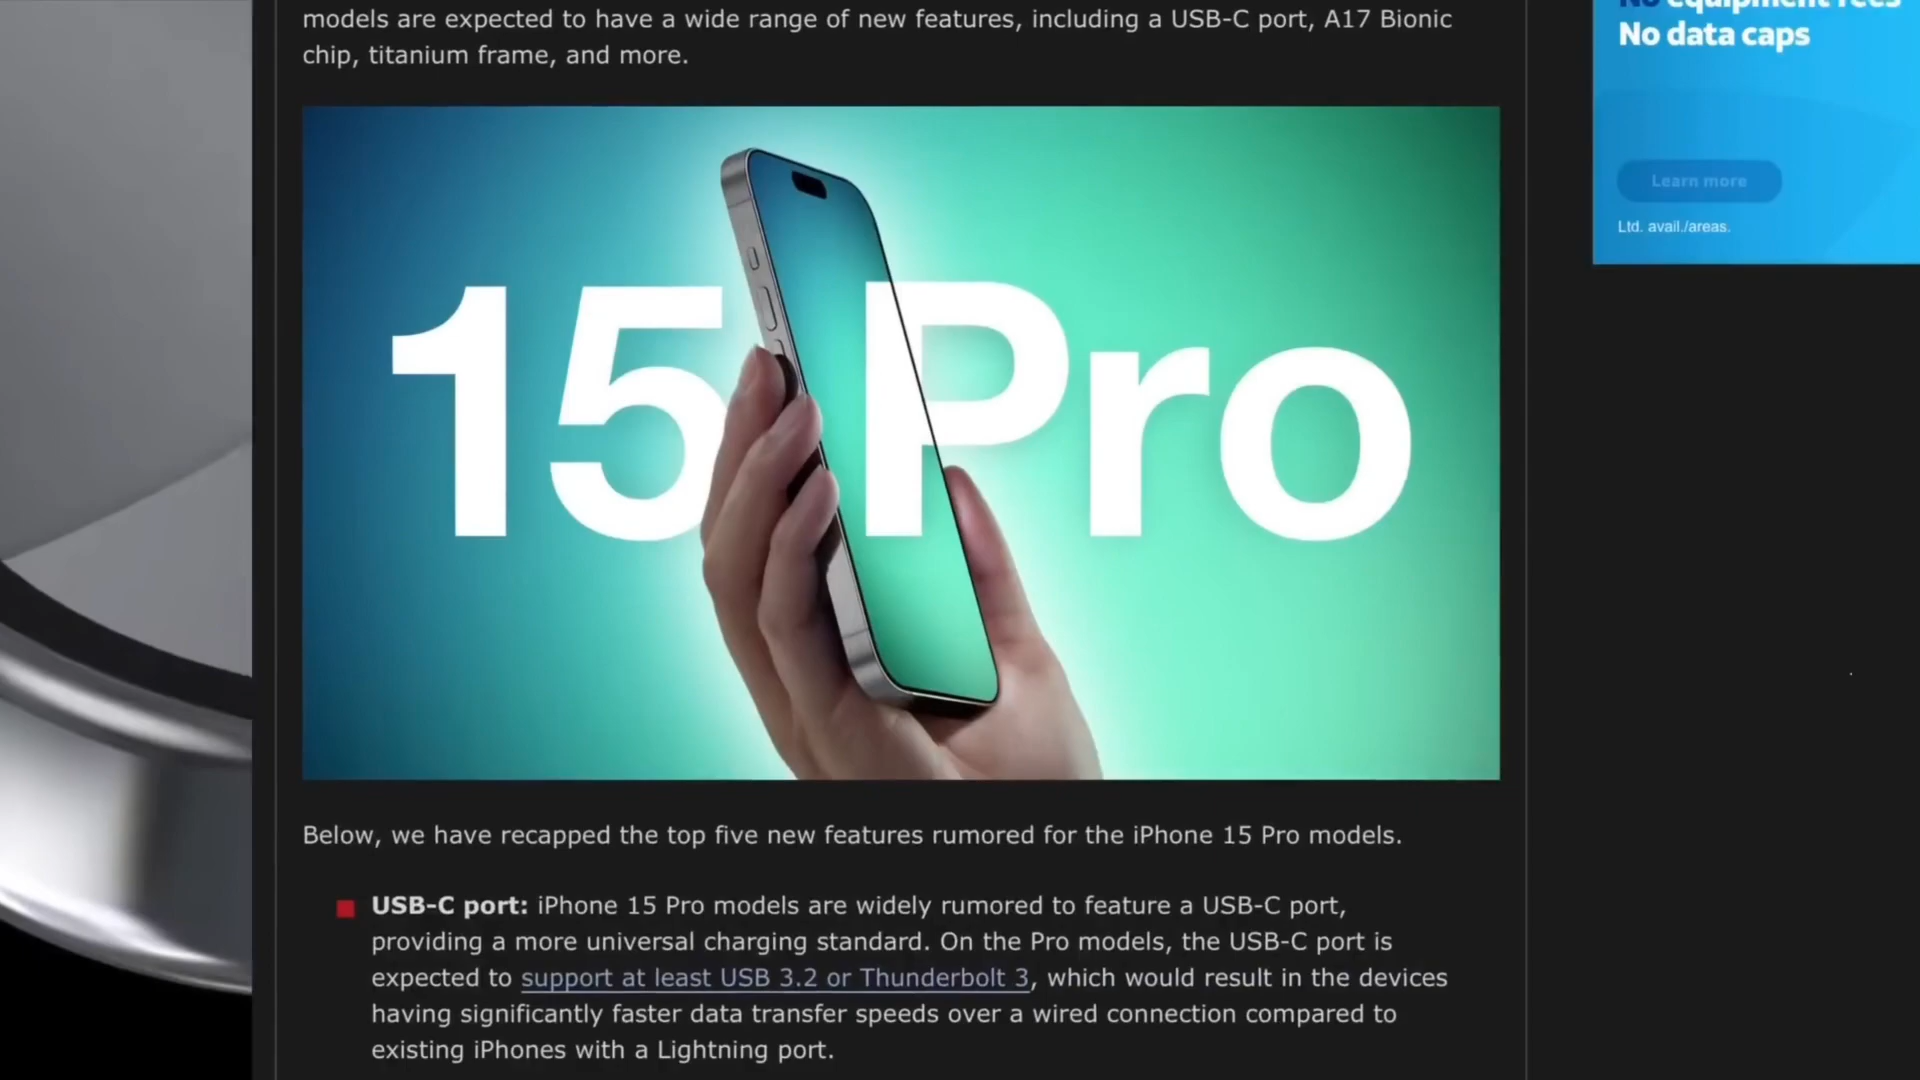 models are expected to have a wide range of new features, including a USB-C port, A17 Bionic
chip, titanium frame, and more.
15 Pro
Below, we have recapped the top five new features rumored for the iPhone 15 Pro models.
USB-C port: iPhone 15 Pro models are widely rumored to feature a USB-C port,
providing a more universal charging standard. On the Pro models, the USB-C port is
expected to support at least USB 3.2 or Thunderbolt 3, which would result in the devices
having significantly faster data transfer speeds over a wired connection compared to
existing iPhones with a Lightning port.
No equipment fees
No data caps
Learn more
Ltd. avail./areas.